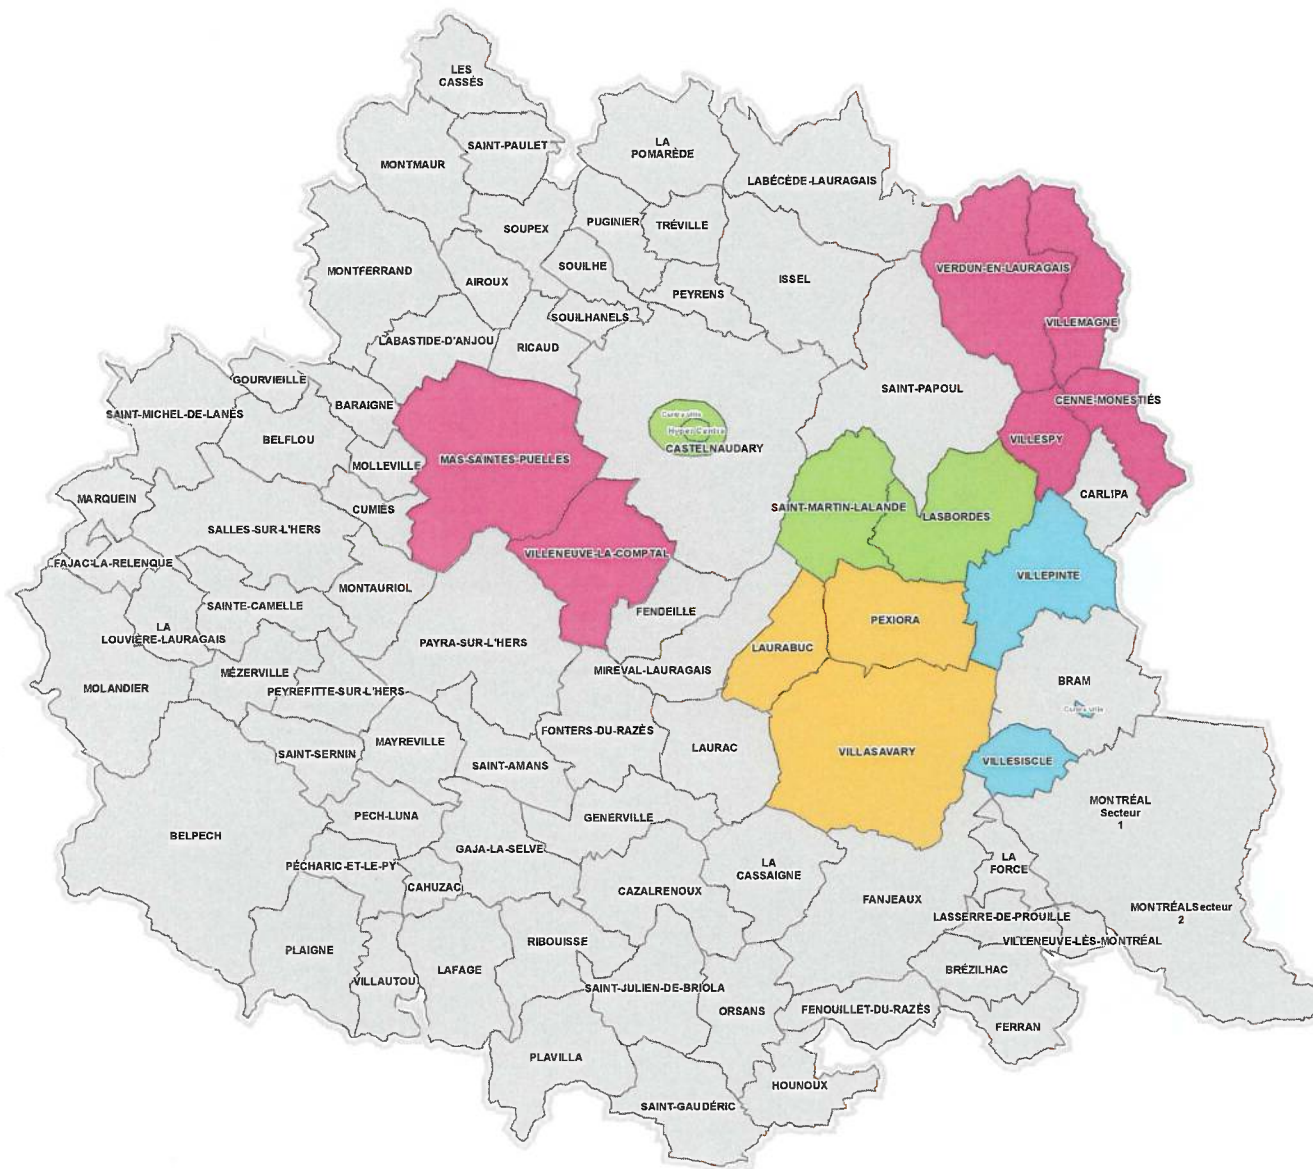 LES
CASSÉS
SAINT-PAULET
MONTMAUR
LA
POMARÈDE
LABÉCÈDE-LAURAGAIS
SOUPEX
PUGINIER
TRÉVILLE
MONTFERRAND
AIROUX
SOUILHE
PEYRENS
ISSEL
VERDUN-EN-LAURAGAIS
VILLEMAGNE
SOUILHANELS
LABASTIDE-D'ANJOU
RICAUD
GOURVIEILLE
BARAIGNE
SAINT-PAPOUL
CENNE-MONESTIÉS
SAINT-MICHEL-DE-LANÈS
BELFLOU
Centre Ville
Hyper Centre
CASTELNAUDARY
VILLESPY
MOLLEVILLE
MAS-SAINTES-PUELLES
MARQUEIN
CUMIÈS
SAINT-MARTIN-LALANDE
LASBORDES
CARLIPA
SALLES-SUR-L'HERS
FAJAC-LA-RELENQUE
VILLENEUVE-LA-COMPTAL
VILLEPINTE
MONTAURIOL
SAINTE-CAMELLE
FENDEILLE
LA
LOUVIÈRE-LAURAGAIS
PEXIORA
PAYRA-SUR-L'HERS
LAURABUC
MÉZERVILLE
MIREVAL-LAURAGAIS
MOLANDIER
PEYREFITTE-SUR-L'HERS
BRAM
Centre Ville
SAINT-SERNIN
MAYREVILLE
FONTERS-DU-RAZÈS
LAURAC
VILLASAVARY
VILLESISCLE
SAINT-AMANS
MONTRÉAL
Secteur
1
PECH-LUNA
GENERVILLE
BELPECH
GAJA-LA-SELVE
PÉCHARIC-ET-LE-PY
CAHUZAC
CAZALRENOUX
LA
CASSAIGNE
LA
FORCE
FANJEAUX
LASSERRE-DE-PROUILLE
MONTRÉALSecteur
2
VILLENEUVE-LÈS-MONTRÉAL
PLAIGNE
VILLAUTOU
LAFAGE
RIBOUISSE
BRÉZILHAC
SAINT-JULIEN-DE-BRIOLA
ORSANS
FENOUILLET-DU-RAZÈS
FERRAN
PLAVILLA
HOUNOUX
SAINT-GAUDÉRIC